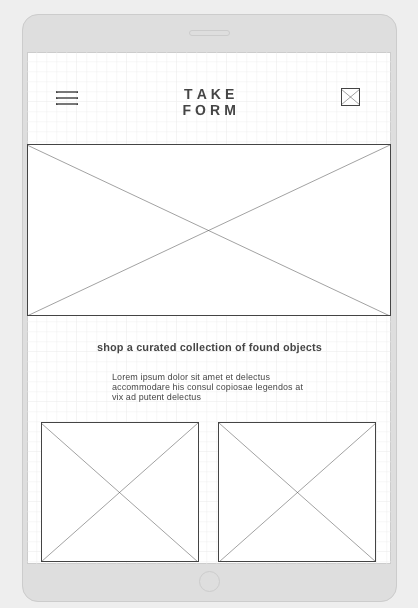 TAKE
FORM
shop a curated collection of found objects
Lorem ipsum dolor sit amet et delectus
accommodare his consul copiosae legendos at
vix ad putent delectus